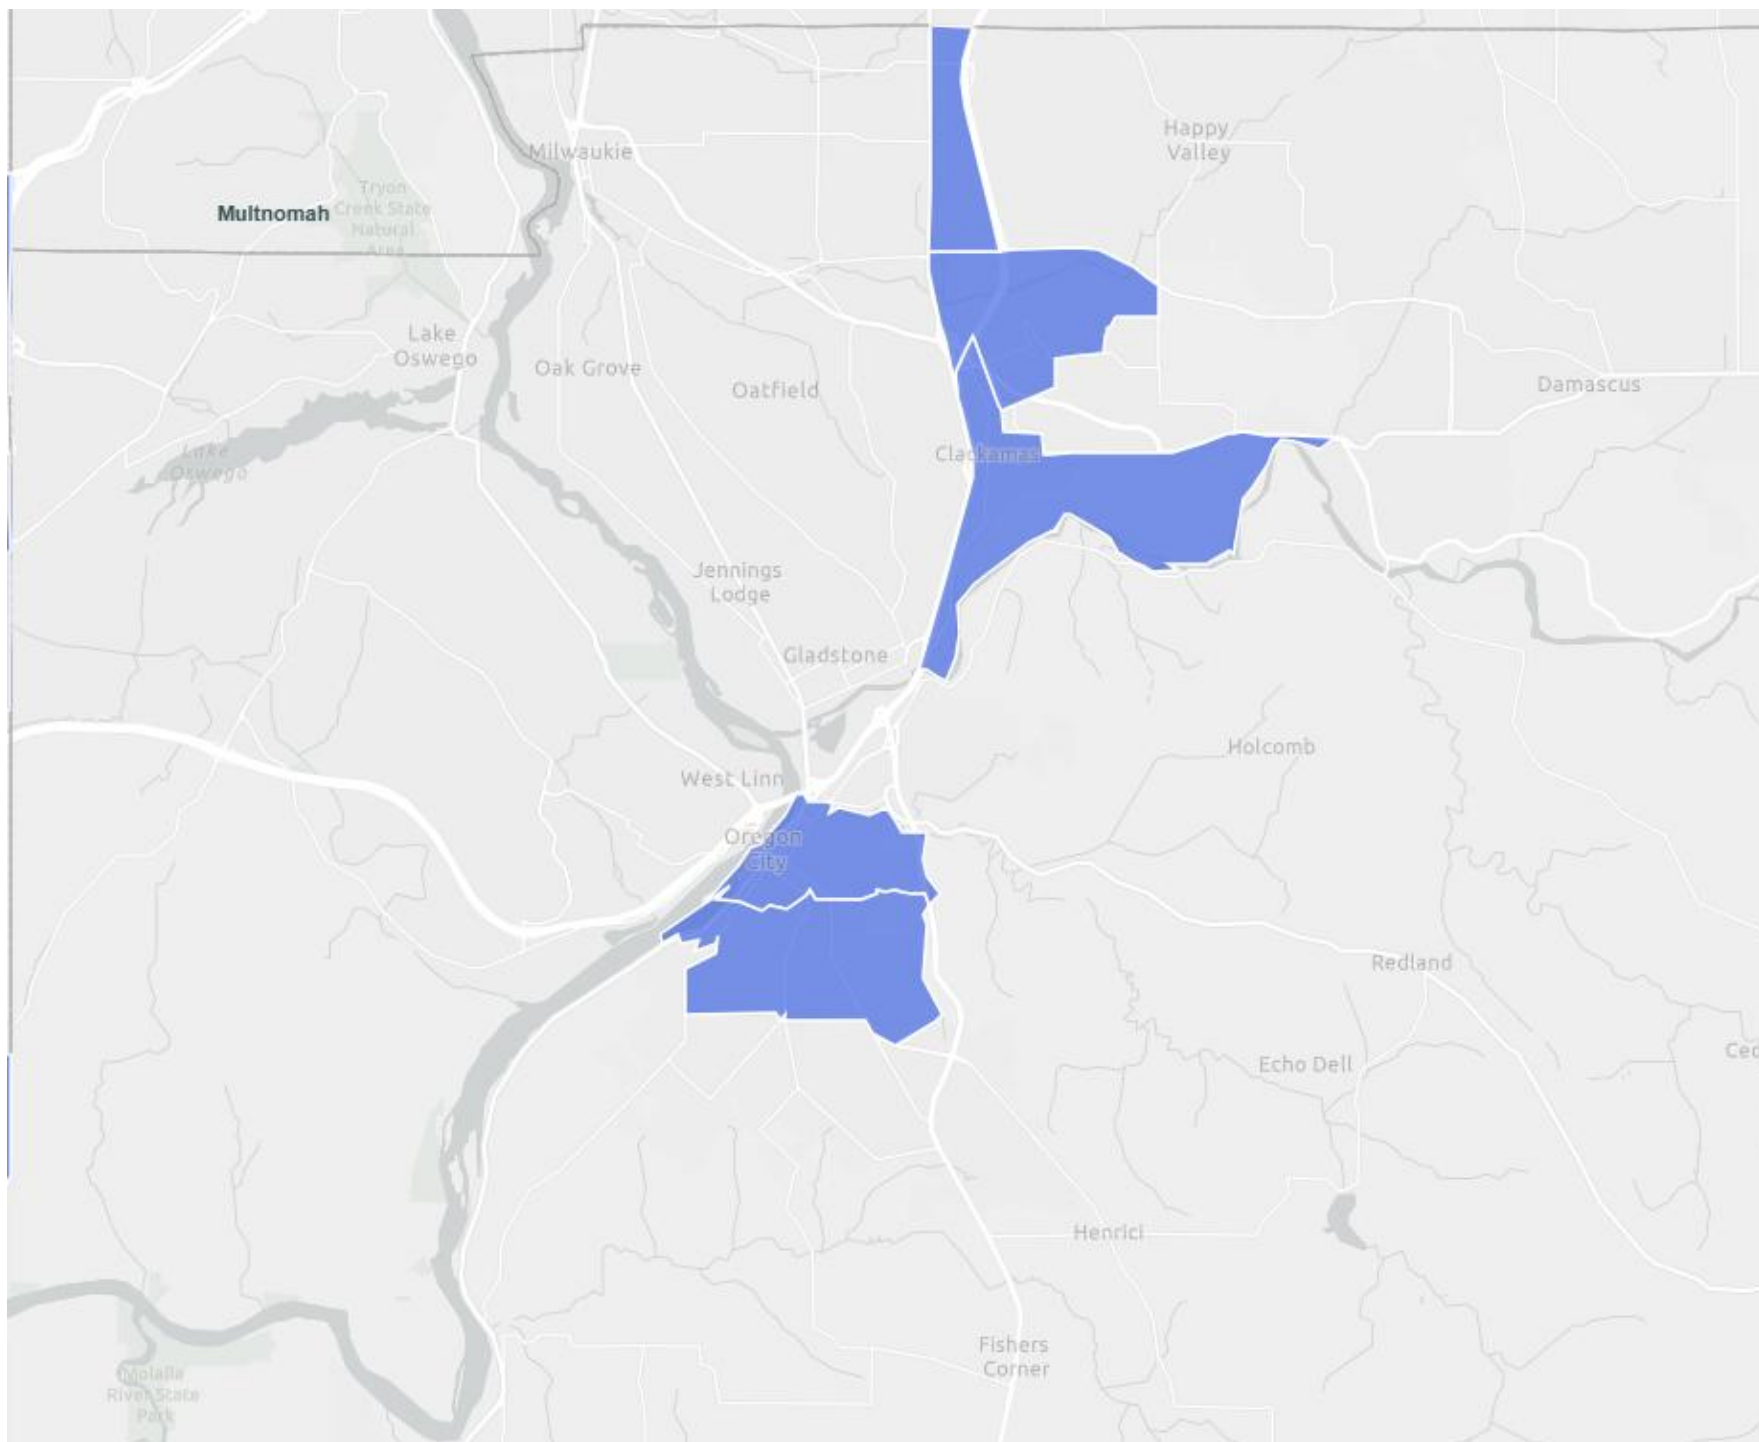 Happy
Valley
Milwaukie
Tryon
Creek State
Natural
Area
Multnomah
Lake
Oswego
Oak Grove
Oatfield
Damascus
Lake
Oswego
Clackamas
Jennings
Lodge
Gladstone
Holcomb
West Linn
Oregon
City
Redland
Echo Dell
Ced
Henrici
Fishers
Corner
Molalla
River State
Park